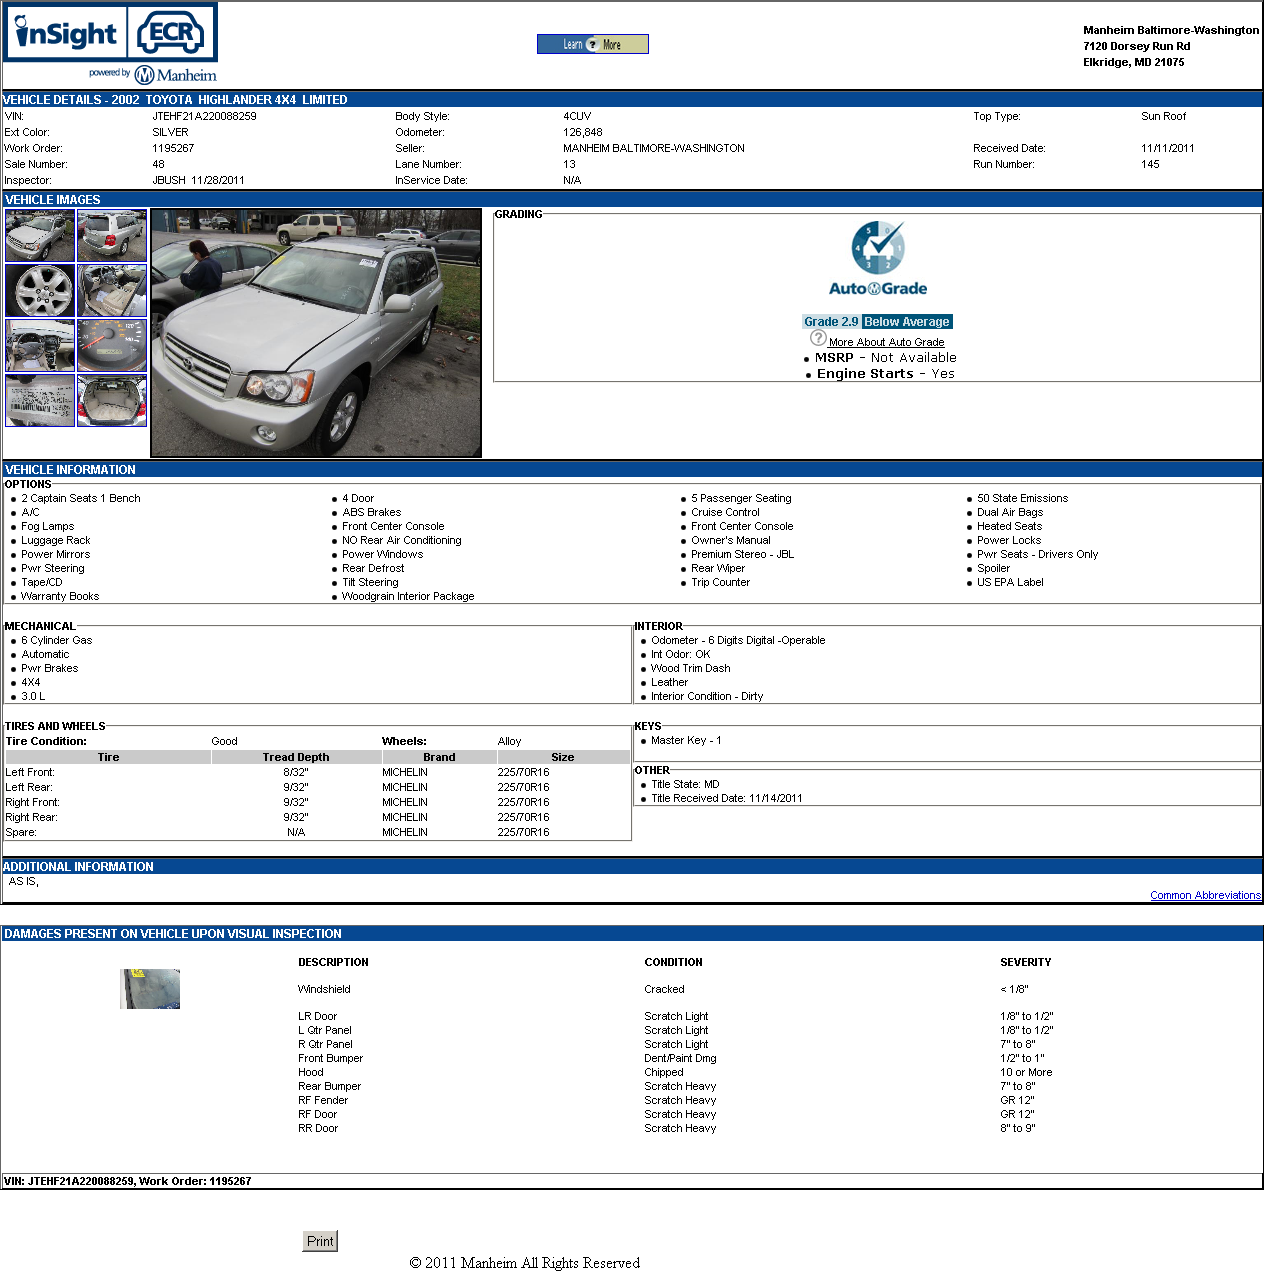 inSight ECR
powered by Manheim
Learn ? More
Manheim Baltimore-Washington
7120 Dorsey Run Rd
Elkridge, MD 21075
VEHICLE DETAILS - 2002 TOYOTA HIGHLANDER 4X4 LIMITED
VIN: JTEHF21A220088259 Body Style: 4CUV Top Type: Sun Roof
Ext Color: SILVER Odometer: 126,848
Work Order: 1195267 Seller: MANHEIM BALTIMORE-WASHINGTON Received Date: 11/11/2011
Sale Number: 48 Lane Number: 13 Run Number: 145
Inspector: JBUSH 11/28/2011 InService Date: N/A
VEHICLE IMAGES
GRADING
5 4 3 2 1 0
AutoGrade
Grade 2.9 Below Average
? More About Auto Grade
MSRP - Not Available
Engine Starts - Yes
VEHICLE INFORMATION
OPTIONS
2 Captain Seats 1 Bench 4 Door 5 Passenger Seating 50 State Emissions
A/C ABS Brakes Cruise Control Dual Air Bags
Fog Lamps Front Center Console Front Center Console Heated Seats
Luggage Rack NO Rear Air Conditioning Owner's Manual Power Locks
Power Mirrors Power Windows Premium Stereo - JBL Pwr Seats - Drivers Only
Pwr Steering Rear Defrost Rear Wiper Spoiler
Tape/CD Tilt Steering Trip Counter US EPA Label
Warranty Books Woodgrain Interior Package
MECHANICAL
6 Cylinder Gas
Automatic
Pwr Brakes
4X4
3.0 L
INTERIOR
Odometer - 6 Digits Digital -Operable
Int Odor: OK
Wood Trim Dash
Leather
Interior Condition - Dirty
TIRES AND WHEELS
Tire Condition: Good Wheels: Alloy
Tire Tread Depth Brand Size
Left Front: 8/32" MICHELIN 225/70R16
Left Rear: 9/32" MICHELIN 225/70R16
Right Front: 9/32" MICHELIN 225/70R16
Right Rear: 9/32" MICHELIN 225/70R16
Spare: N/A MICHELIN 225/70R16
KEYS
Master Key - 1
OTHER
Title State: MD
Title Received Date: 11/14/2011
ADDITIONAL INFORMATION
AS IS,
Common Abbreviations
DAMAGES PRESENT ON VEHICLE UPON VISUAL INSPECTION
DESCRIPTION CONDITION SEVERITY
Windshield Cracked < 1/8"
LR Door Scratch Light 1/8" to 1/2"
L Qtr Panel Scratch Light 1/8" to 1/2"
R Qtr Panel Scratch Light 7" to 8"
Front Bumper Dent/Paint Dmg 1/2" to 1"
Hood Chipped 10 or More
Rear Bumper Scratch Heavy 7" to 8"
RF Fender Scratch Heavy GR 12"
RF Door Scratch Heavy GR 12"
RR Door Scratch Heavy 8" to 9"
VIN: JTEHF21A220088259, Work Order: 1195267
Print
© 2011 Manheim All Rights Reserved